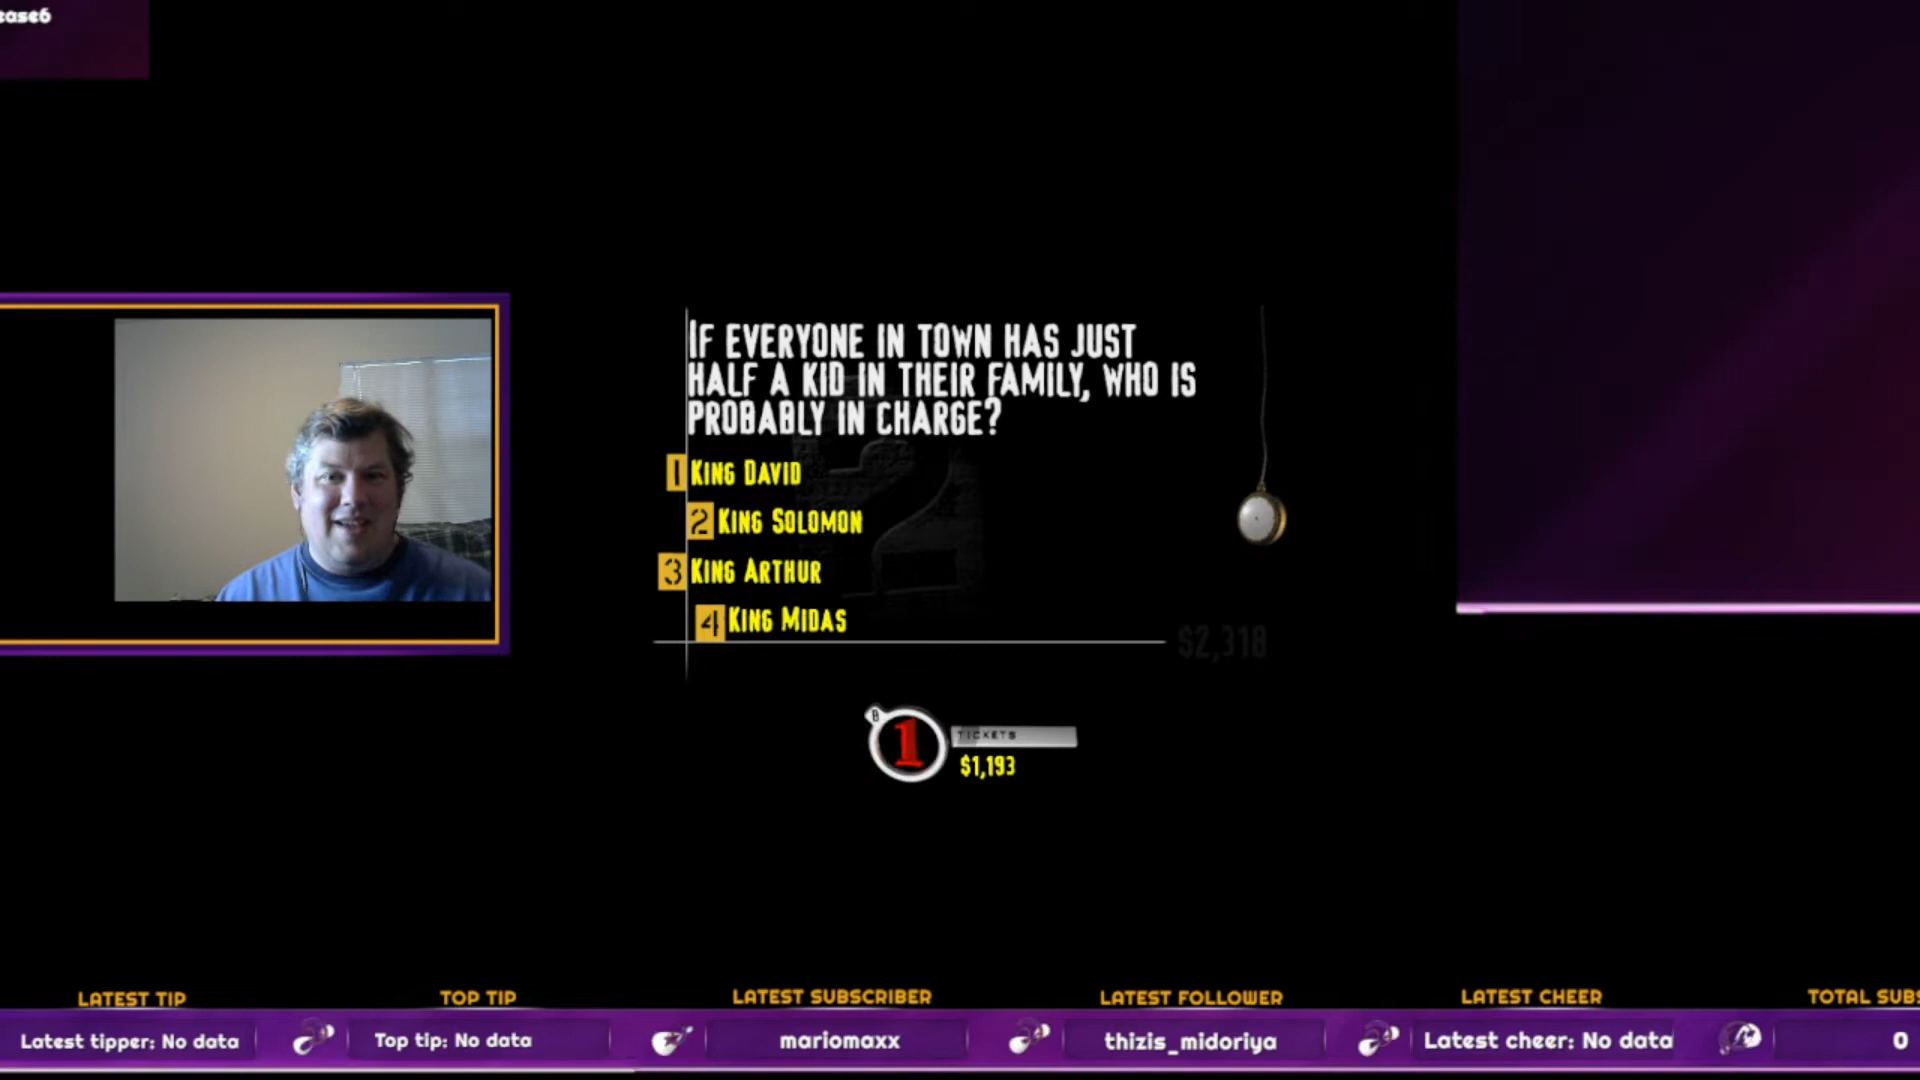 ease6
IF EVERYONE IN TOWN HAS JUST
HALF A KID IN THEIR FAMILY, WHO IS
PROBABLY IN CHARGE?
1 KING DAVID
2 KING SOLOMON
3 KING ARTHUR
4 KING MIDAS
$2,318
B
1
TICKETS
$1,193
LATEST TIP
TOP TIP
LATEST SUBSCRIBER
LATEST FOLLOWER
LATEST CHEER
TOTAL SUBS
Latest tipper: No data
Top tip: No data
mariomaxx
thizis_midoriya
Latest cheer: No data
0